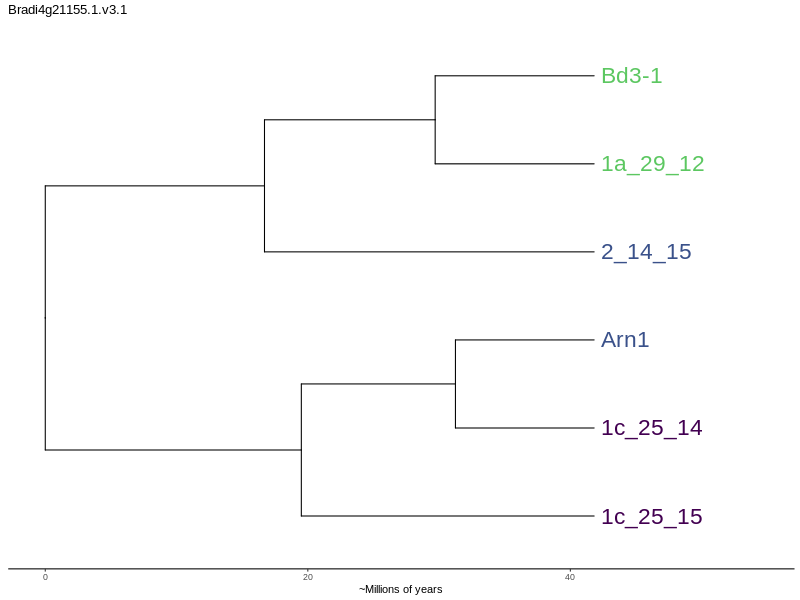 Bradi4g21155.1.v3.1
Bd3-1
1a_29_12
2_14_15
Arn1
1c_25_14
1c_25_15
0 20 40
~Millions of years